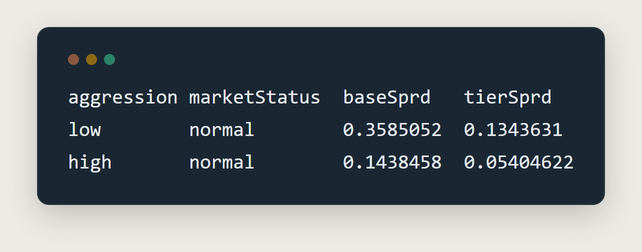 aggression marketStatus baseSprd tierSprd
low normal 0.3585052 0.1343631
high normal 0.1438458 0.05404622